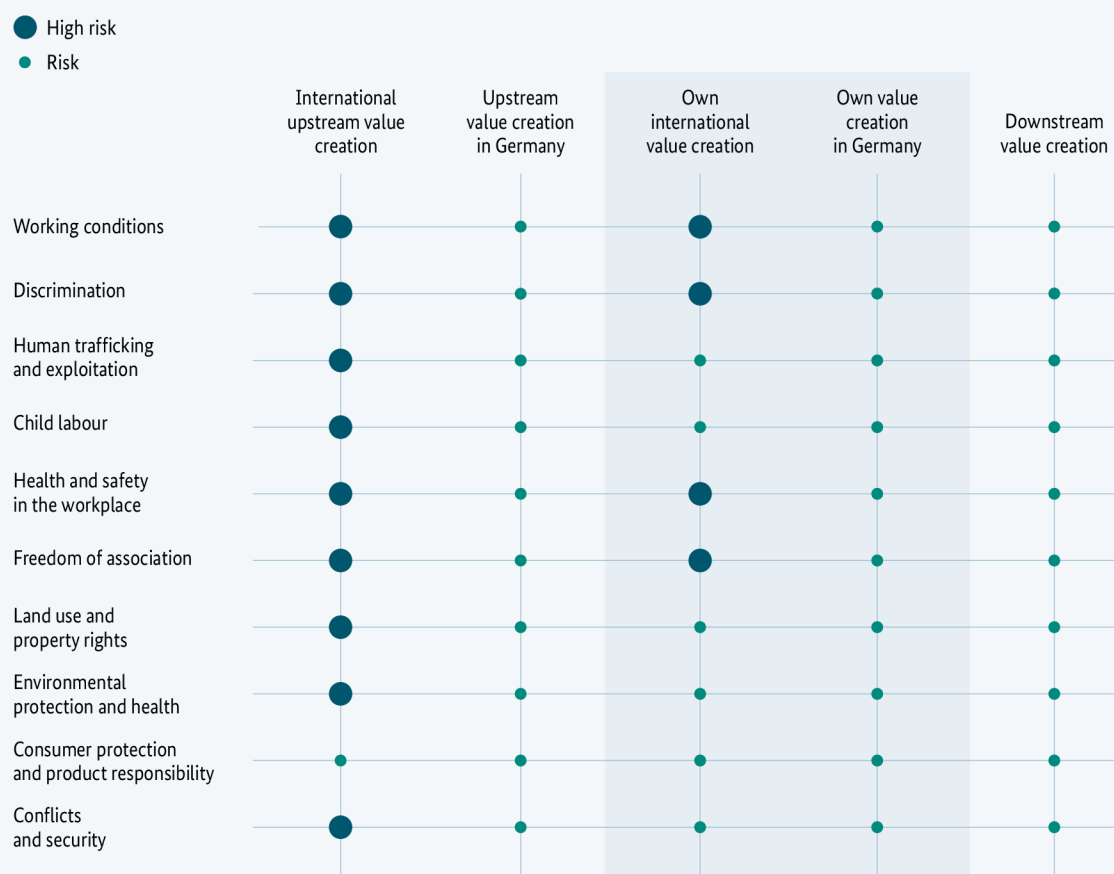 High risk
Risk
International
upstream value
creation
Upstream
value creation
in Germany
Own
international
value creation
Own value
creation
in Germany
Downstream
value creation
Working conditions
Discrimination
Human trafficking
and exploitation
Child labour
Health and safety
in the workplace
Freedom of association
Land use and
property rights
Environmental
protection and health
Consumer protection
and product responsibility
Conflicts
and security